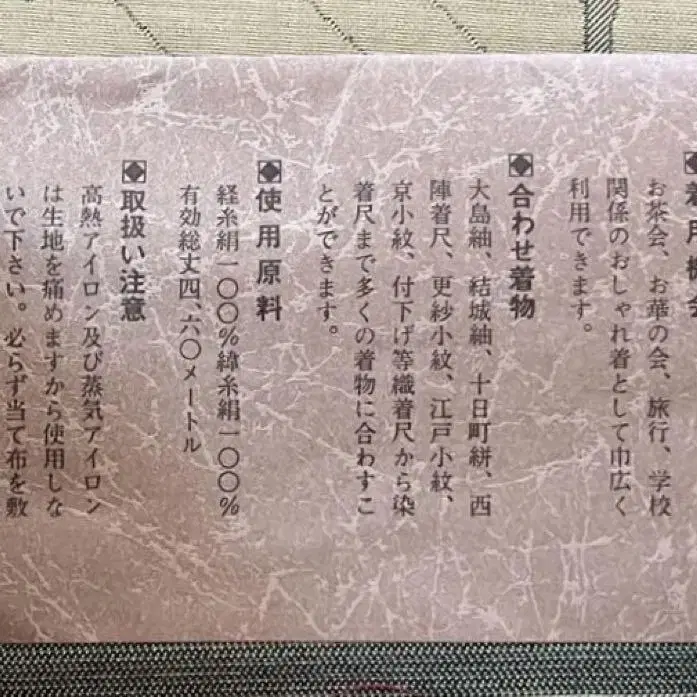 ◈着用機会
お茶会、お華の会、旅行、学校
関係のおしゃれ着として巾広く
利用できます。
◈合わせ着物
大島紬、結城紬、十日町絣、西
陣着尺、更紗小紋、江戸小紋、
京小紋、付下げ等織着尺から染
着尺まで多くの着物に合わすこ
とができます。
◈使用原料
経糸絹一〇〇%緯糸絹一〇〇%
有効総丈四、六〇メートル
◈取扱い注意
高熱アイロン及び蒸気アイロン
は生地を痛めますから使用しな
いで下さい。必らず当て布を敷